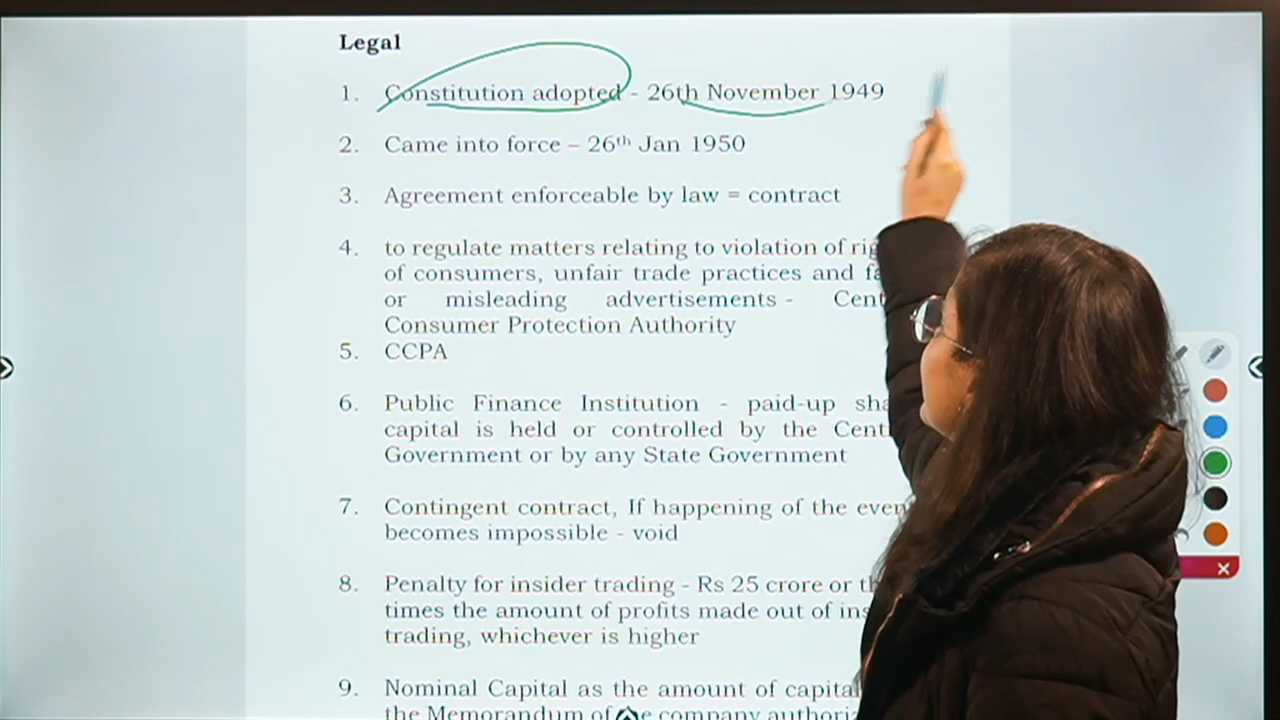 Legal
1. Constitution adopted - 26th November 1949
2. Came into force – 26th Jan 1950
3. Agreement enforceable by law = contract
4. to regulate matters relating to violation of
of consumers, unfair trade practices and
or misleading advertisements -
Consumer Protection Authority
5. CCPA
6. Public Finance Institution - paid-up
capital is held or controlled by the
Government or by any State Government
7. Contingent contract, If happening of the
becomes impossible - void
8. Penalty for insider trading - Rs 25 crore or
times the amount of profits made out of
trading, whichever is higher
9. Nominal Capital as the amount of capital
the Memorandum of company